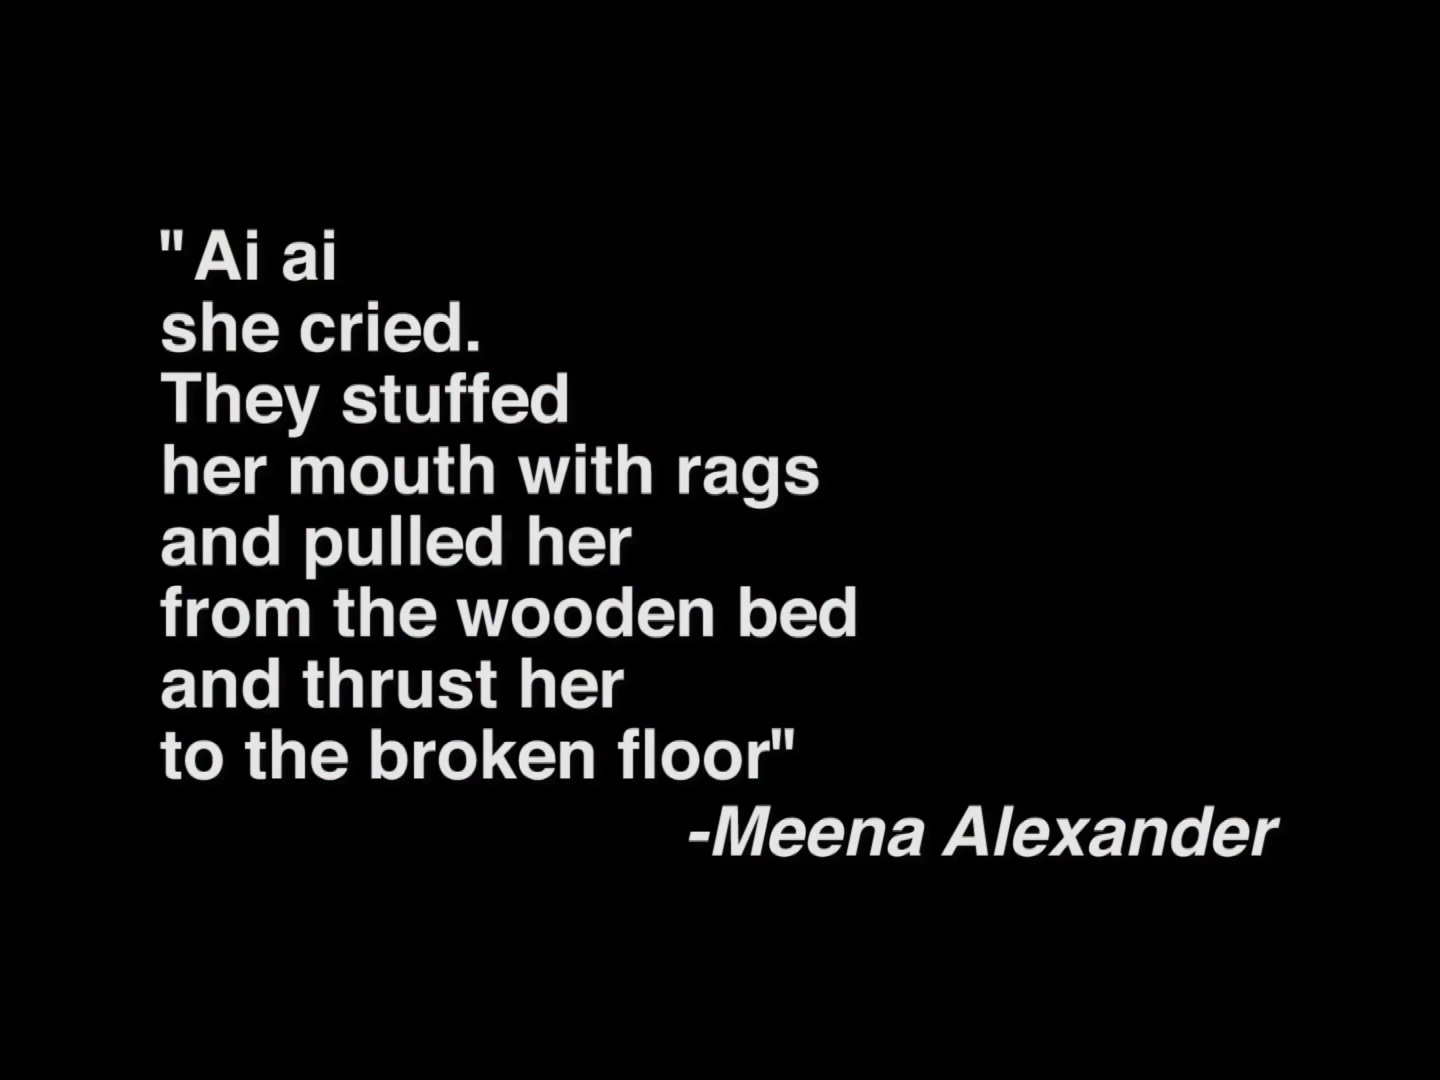 "Ai ai
she cried.
They stuffed
her mouth with rags
and pulled her
from the wooden bed
and thrust her
to the broken floor"
-Meena Alexander